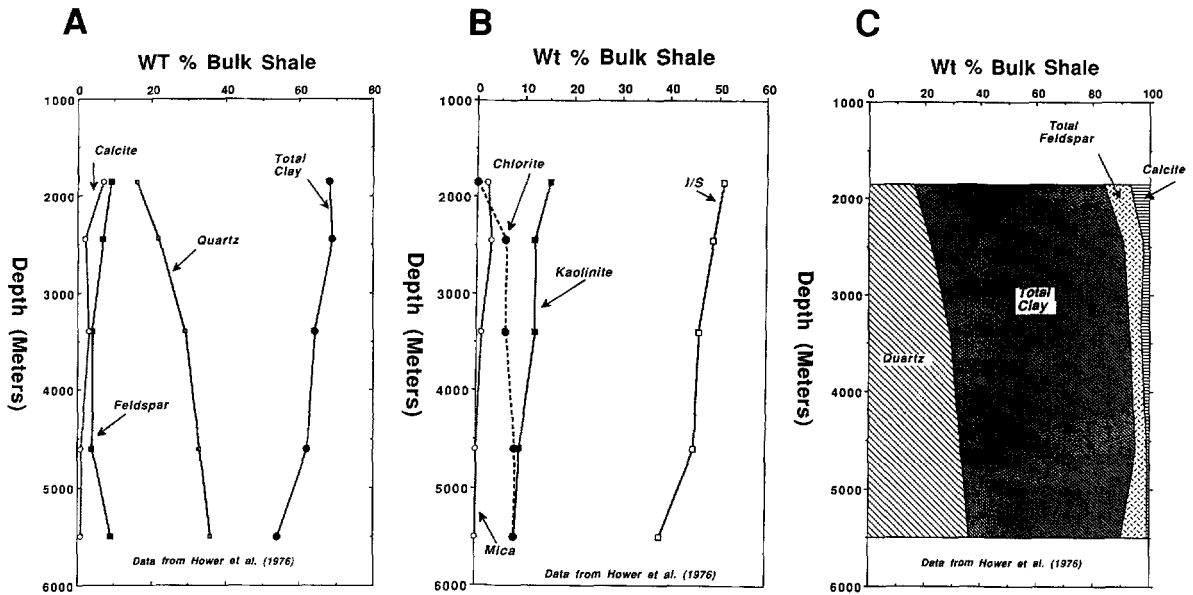 A
WT % Bulk Shale
0 20 40 60 80
1000
2000
3000
4000
5000
6000
Depth (Meters)
Calcite
Total
Clay
Quartz
Feldspar
Data from Hower et al. (1976)
B
Wt % Bulk Shale
0 10 20 30 40 50 60
1000
2000
3000
4000
5000
6000
Depth (Meters)
Chlorite
I/S
Kaolinite
Mica
Data from Hower et al. (1976)
C
Wt % Bulk Shale
0 20 40 60 80 100
1000
2000
3000
4000
5000
6000
Depth (Meters)
Total
Feldspar
Calcite
Total
Clay
Quartz
Data from Hower et al. (1976)